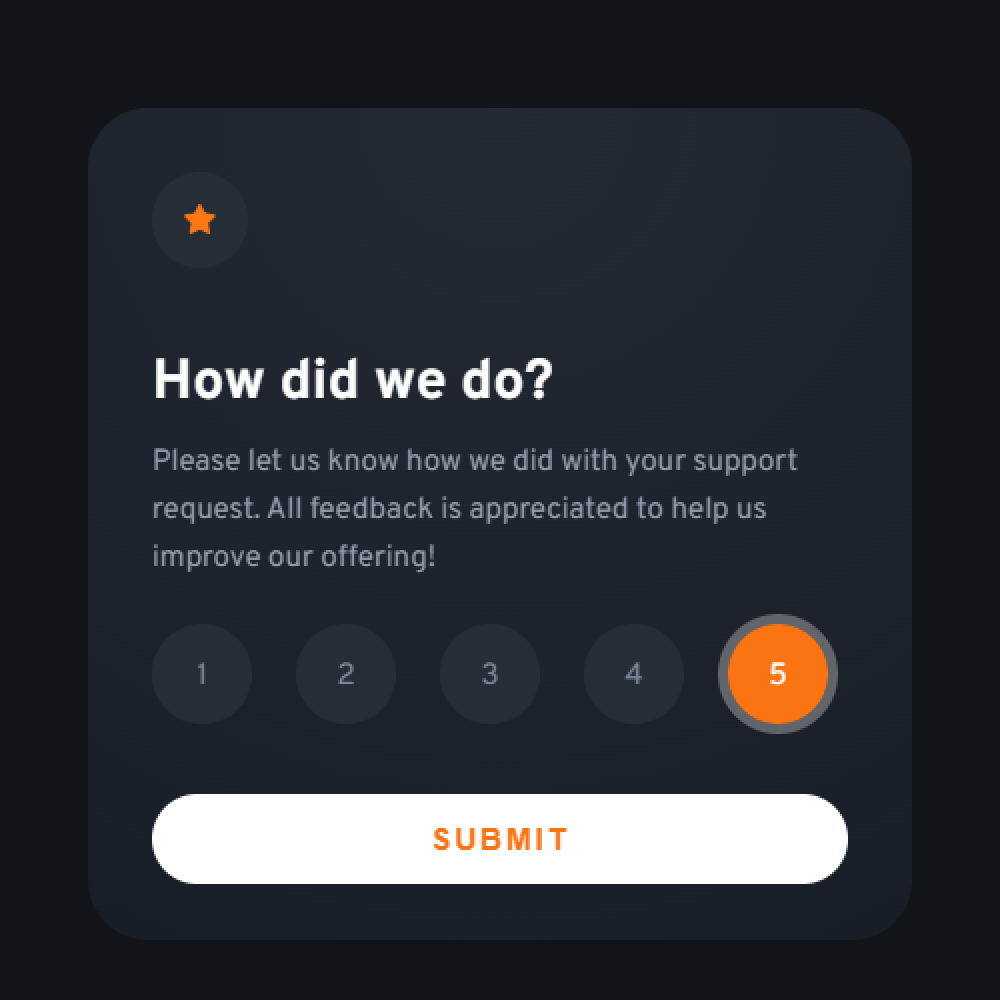 How did we do?
Please let us know how we did with your support
request. All feedback is appreciated to help us
improve our offering!
1 2 3 4 5
SUBMIT